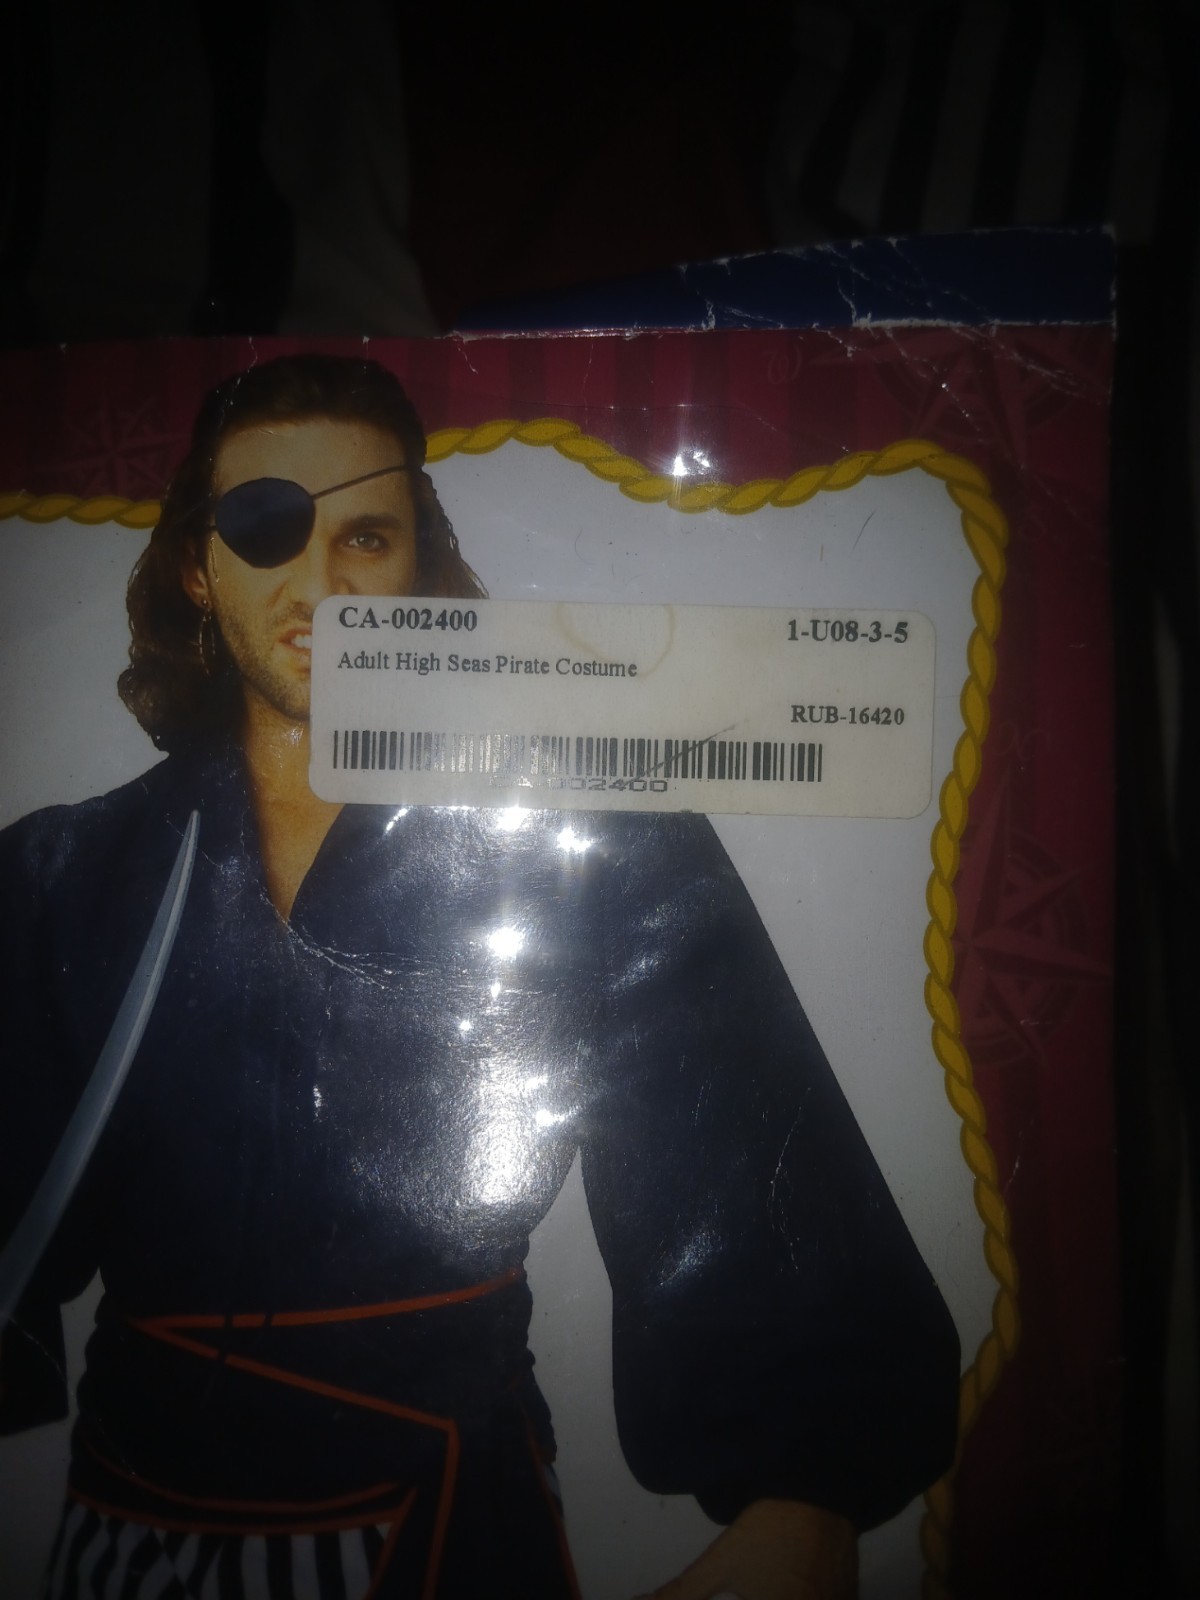 CA-002400
1-U08-3-5
Adult High Seas Pirate Costume
RUB-16420
CA-002400